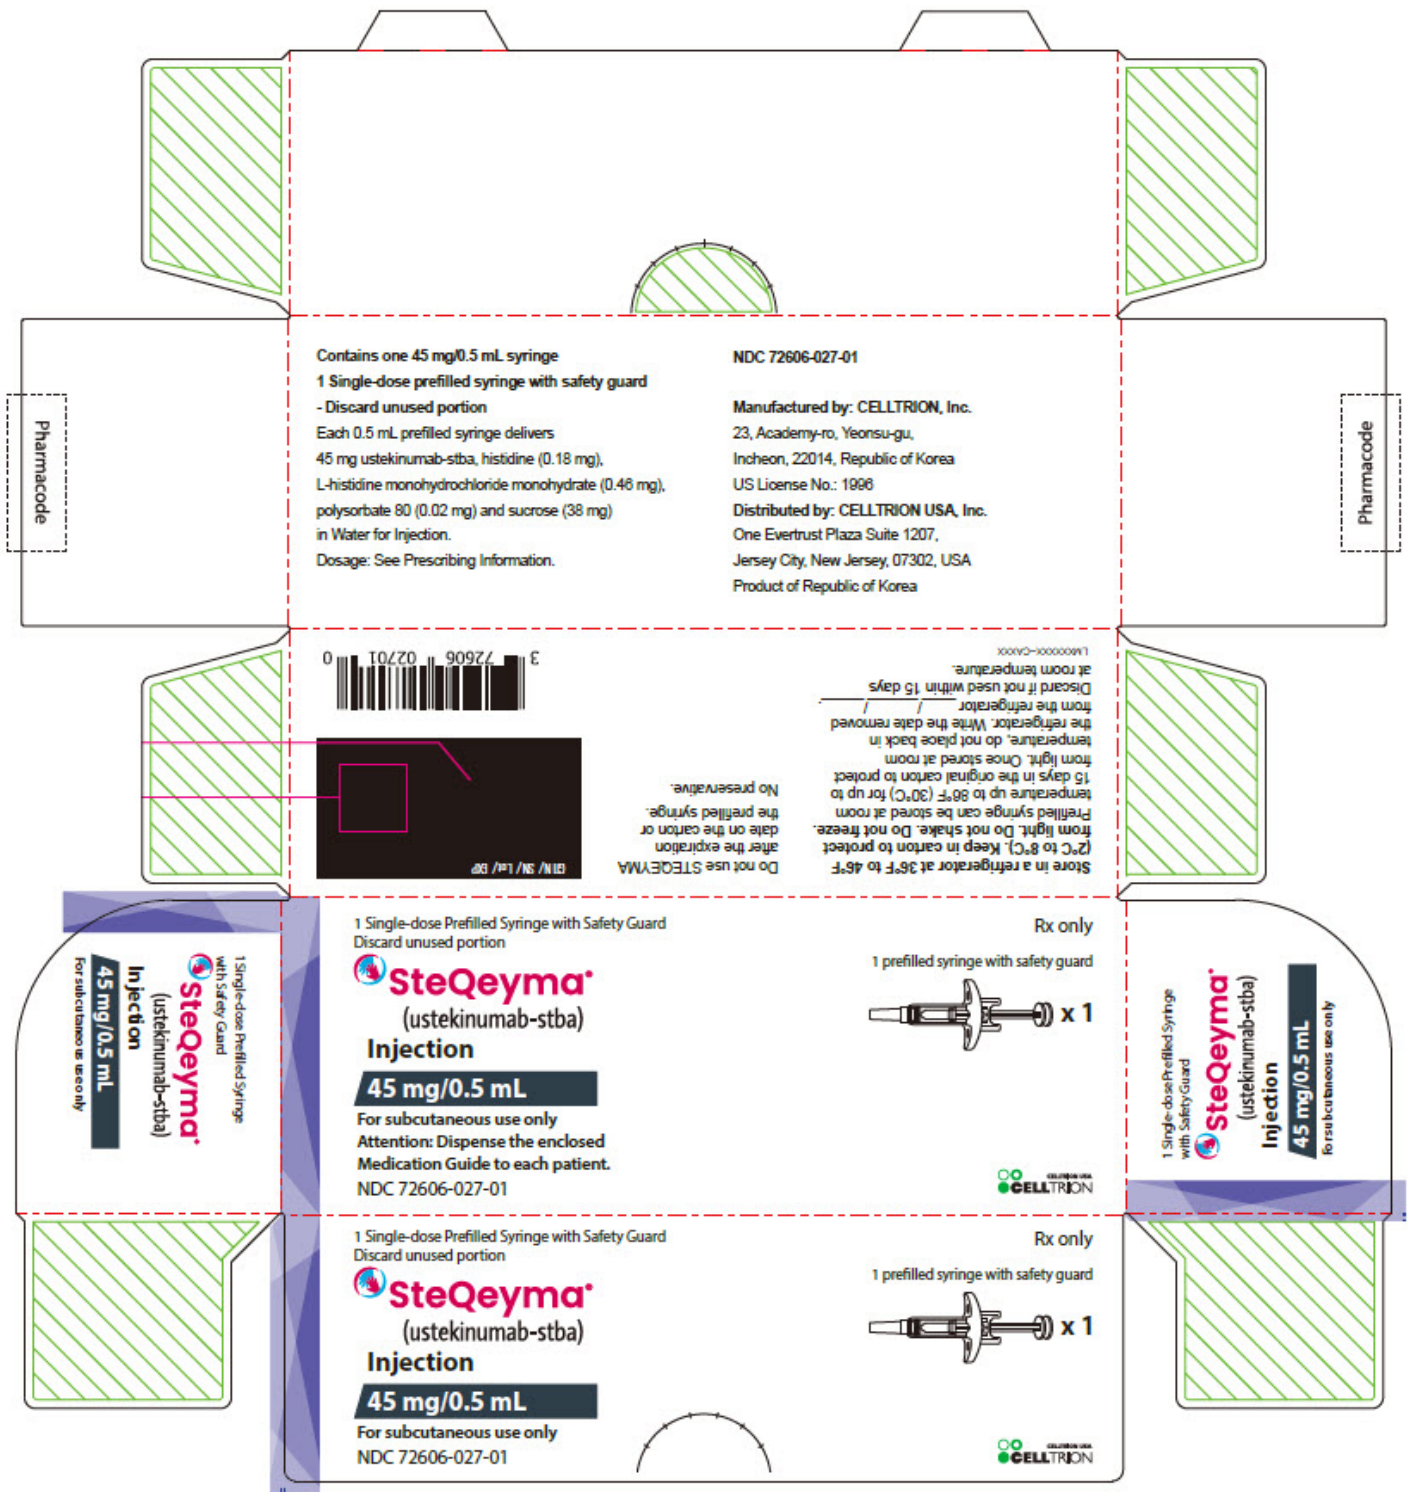 Contains one 45 mg/0.5 mL syringe
1 Single-dose prefilled syringe with safety guard
- Discard unused portion
Each 0.5 mL prefilled syringe delivers
45 mg ustekinumab-stba, histidine (0.18 mg),
L-histidine monohydrochloride monohydrate (0.46 mg),
polysorbate 80 (0.02 mg) and sucrose (38 mg)
in Water for Injection.
Dosage: See Prescribing Information.
NDC 72606-027-01
Manufactured by: CELLTRION, Inc.
23, Academy-ro, Yeonsu-gu,
Incheon, 22014, Republic of Korea
US License No.: 1996
Distributed by: CELLTRION USA, Inc.
One Evertrust Plaza Suite 1207,
Jersey City, New Jersey, 07302, USA
Product of Republic of Korea
Pharmacode
Pharmacode
Store in a refrigerator at 36°F to 46°F
(2°C to 8°C). Keep in carton to protect
from light. Do not shake. Do not freeze.
Prefilled syringe can be stored at room
temperature up to 86°F (30°C) for up to
15 days in the original carton to protect
from light. Once stored at room
temperature, do not place back in
the refrigerator. Write the date removed
from the refrigerator ____/____/____.
Discard if not used within 15 days
at room temperature.
LMXXXXXX-CAXXX
Do not use STEQEYMA
after the expiration
date on the carton or
the prefilled syringe.
No preservative.
GTIN/ SN/ Lot/ EXP
3 72606 02701 0
1 Single-dose Prefilled Syringe
with Safety Guard
SteQeyma
(ustekinumab-stba)
Injection
45 mg/0.5 mL
For subcutaneous use only
1 Single-dose Prefilled Syringe with Safety Guard
Discard unused portion
SteQeyma
(ustekinumab-stba)
Injection
45 mg/0.5 mL
For subcutaneous use only
Attention: Dispense the enclosed
Medication Guide to each patient.
NDC 72606-027-01
Rx only
1 prefilled syringe with safety guard
x 1
CELLTRION USA
CELLTRION
1 Single-dose Prefilled Syringe
with Safety Guard
SteQeyma
(ustekinumab-stba)
Injection
45 mg/0.5 mL
For subcutaneous use only
1 Single-dose Prefilled Syringe with Safety Guard
Discard unused portion
SteQeyma
(ustekinumab-stba)
Injection
45 mg/0.5 mL
For subcutaneous use only
NDC 72606-027-01
Rx only
1 prefilled syringe with safety guard
x 1
CELLTRION USA
CELLTRION